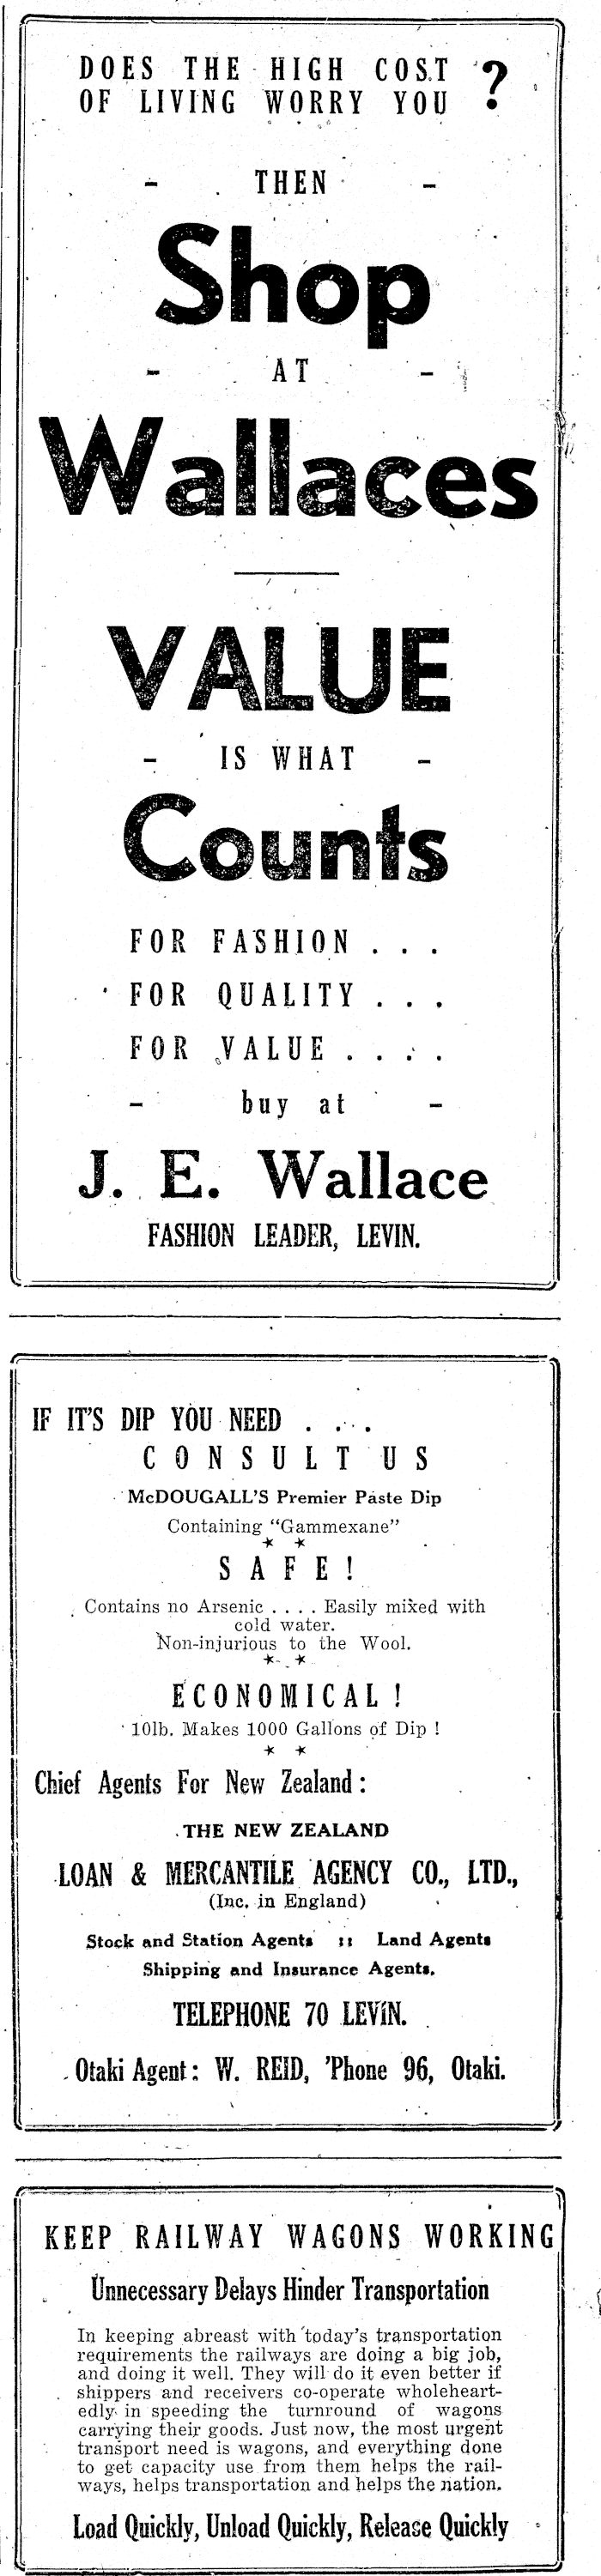 DOES THE HIGH COST
OF LIVING WORRY YOU ?
- THEN -
Shop
- AT -
Wallaces
VALUE
- IS WHAT -
Counts
FOR FASHION . . .
FOR QUALITY . . .
FOR VALUE . . . .
- buy at -
J. E. Wallace
FASHION LEADER, LEVIN.
IF IT'S DIP YOU NEED . . . .
CONSULT US
McDOUGALL'S Premier Paste Dip
Containing "Gammexane"
* *
SAFE!
Contains no Arsenic . . . . Easily mixed with
cold water.
Non-injurious to the Wool.
* *
ECONOMICAL!
10lb. Makes 1000 Gallons of Dip !
* *
Chief Agents For New Zealand :
THE NEW ZEALAND
LOAN & MERCANTILE AGENCY CO., LTD.,
(Inc. in England)
Stock and Station Agents :: Land Agents
Shipping and Insurance Agents.
TELEPHONE 70 LEVIN.
Otaki Agent : W. REID, 'Phone 96, Otaki.
KEEP RAILWAY WAGONS WORKING
Unnecessary Delays Hinder Transportation
In keeping abreast with today's transportation
requirements the railways are doing a big job,
and doing it well. They will do it even better if
shippers and receivers co-operate wholeheart-
edly in speeding the turnround of wagons
carrying their goods. Just now, the most urgent
transport need is wagons, and everything done
to get capacity use from them helps the rail-
ways, helps transportation and helps the nation.
Load Quickly, Unload Quickly, Release Quickly